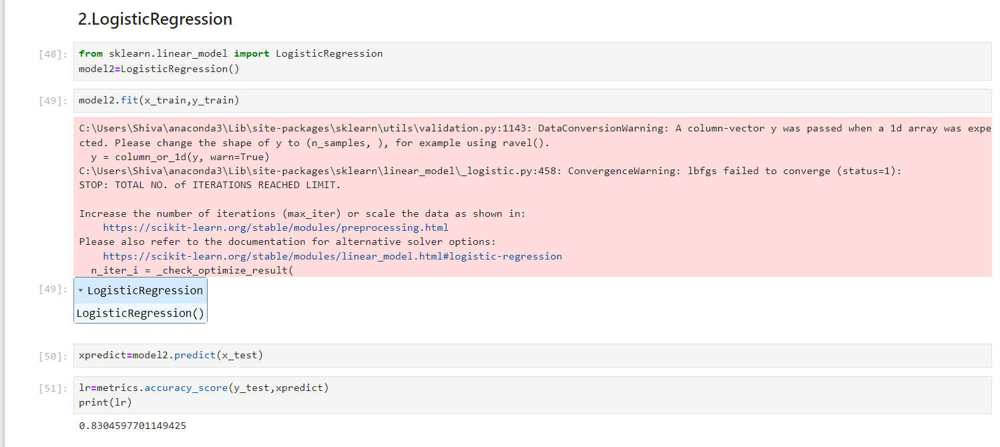 2.LogisticRegression
[48]: from sklearn.linear_model import LogisticRegression
model2=LogisticRegression()
[49]: model2.fit(x_train,y_train)
C:\Users\Shiva\anaconda3\Lib\site-packages\sklearn\utils\validation.py:1143: DataConversionWarning: A column-vector y was passed when a 1d array was expe
cted. Please change the shape of y to (n_samples, ), for example using ravel().
  y = column_or_1d(y, warn=True)
C:\Users\Shiva\anaconda3\Lib\site-packages\sklearn\linear_model\_logistic.py:458: ConvergenceWarning: lbfgs failed to converge (status=1):
STOP: TOTAL NO. of ITERATIONS REACHED LIMIT.
Increase the number of iterations (max_iter) or scale the data as shown in:
    https://scikit-learn.org/stable/modules/preprocessing.html
Please also refer to the documentation for alternative solver options:
    https://scikit-learn.org/stable/modules/linear_model.html#logistic-regression
  n_iter_i = _check_optimize_result(
[49]: ▾ LogisticRegression
LogisticRegression()
[50]: xpredict=model2.predict(x_test)
[51]: lr=metrics.accuracy_score(y_test,xpredict)
print(lr)
0.8304597701149425